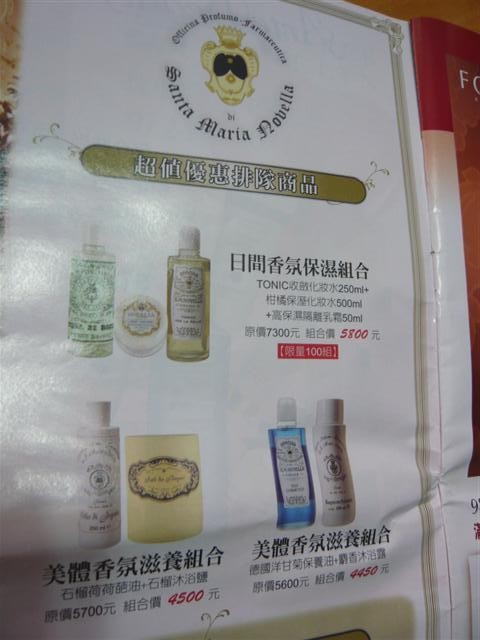 Officina Profumo-Farmaceutica
di
Santa Maria Novella
超値優惠排隊商品
日間香氛保濕組合
TONIC收斂化妝水250ml+
柑橘保溼化妝水500ml
+高保濕隔離乳霜50ml
原價7300元 組合價 5800 元
【限量100組】
美體香氛滋養組合
石榴荷荷葩油+石榴沐浴鹽
原價5700元 組合價 4500 元
美體香氛滋養組合
德國洋甘菊保養油+麝香沐浴露
原價5600元 組合價 4450 元
FO